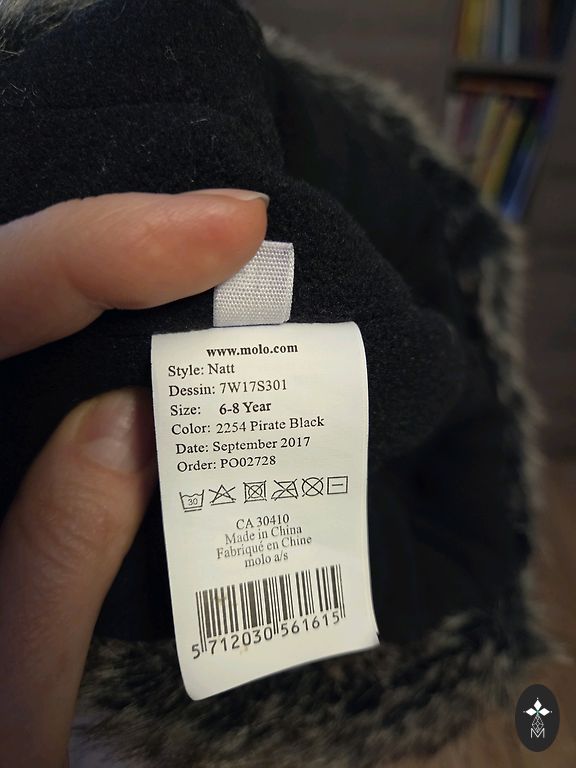 www.molo.com
Style: Natt
Dessin: 7W17S301
Size: 6-8 Year
Color: 2254 Pirate Black
Date: September 2017
Order: PO02728
30
CA 30410
Made in China
Fabriqué en Chine
molo a/s
5 712030 561615
M